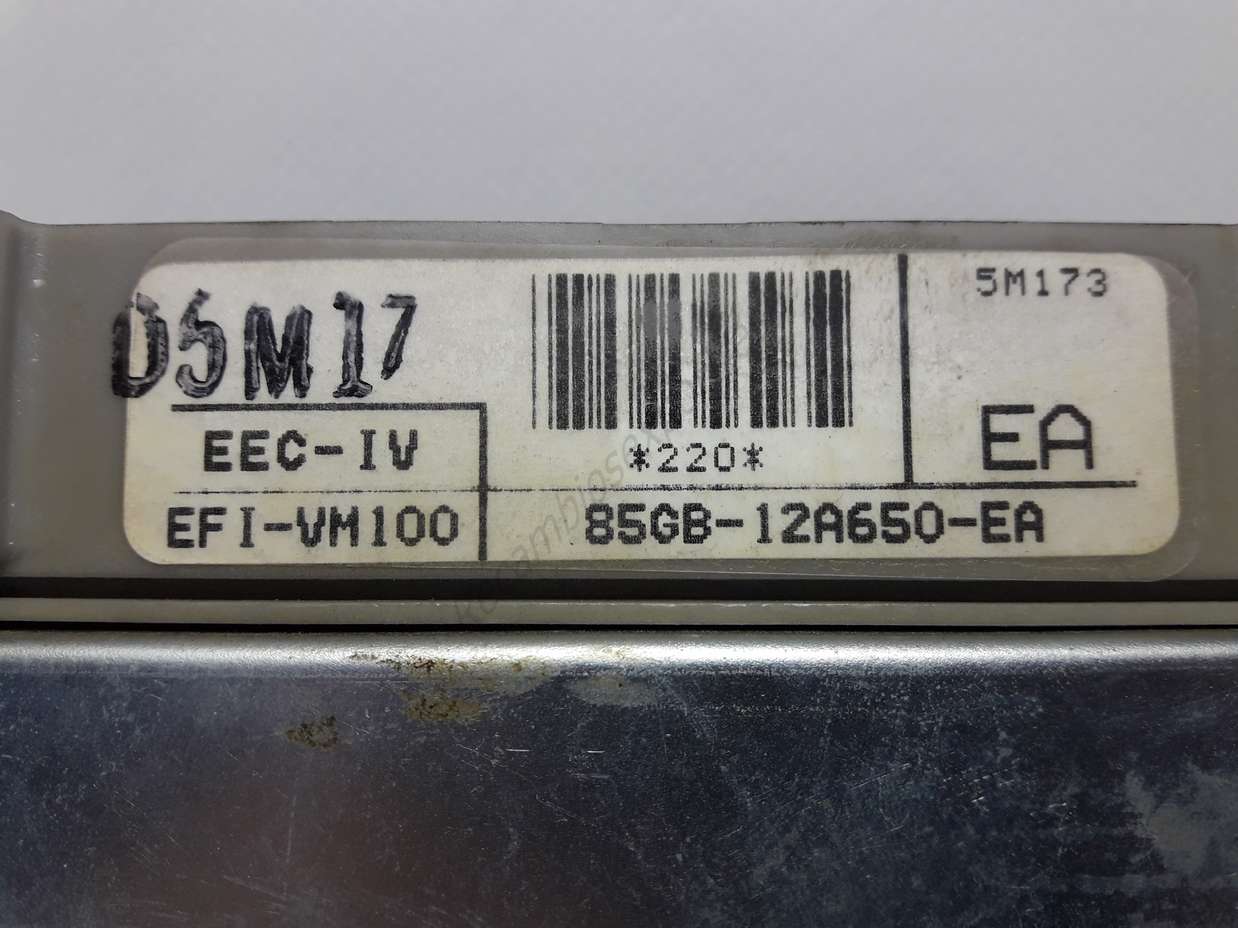 05M17
5M173
EEC-IV
*220*
EA
EFI-VM100
85GB-12A650-EA